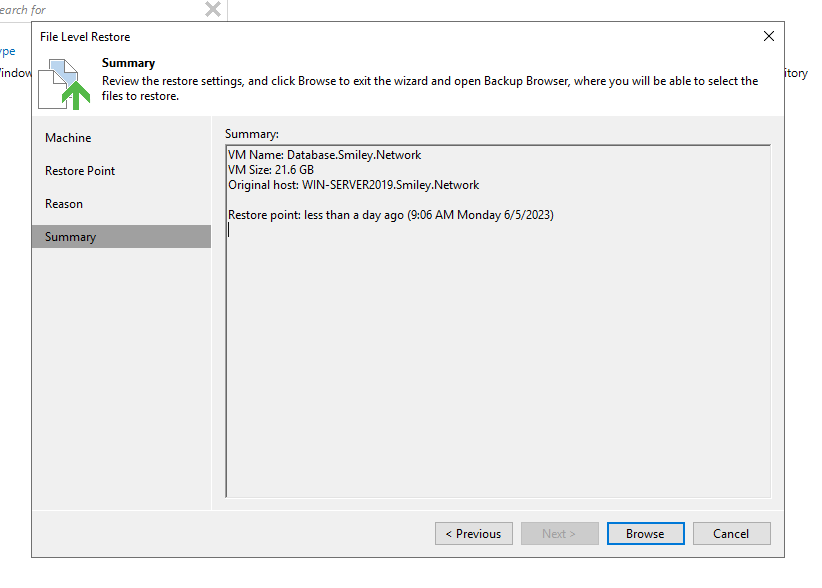 earch for
File Level Restore
ype
Summary
Review the restore settings, and click Browse to exit the wizard and open Backup Browser, where you will be able to select the
files to restore.
Window
itory
Machine
Restore Point
Reason
Summary
Summary:
VM Name: Database.Smiley.Network
VM Size: 21.6 GB
Original host: WIN-SERVER2019.Smiley.Network
Restore point: less than a day ago (9:06 AM Monday 6/5/2023)
< Previous
Next >
Browse
Cancel